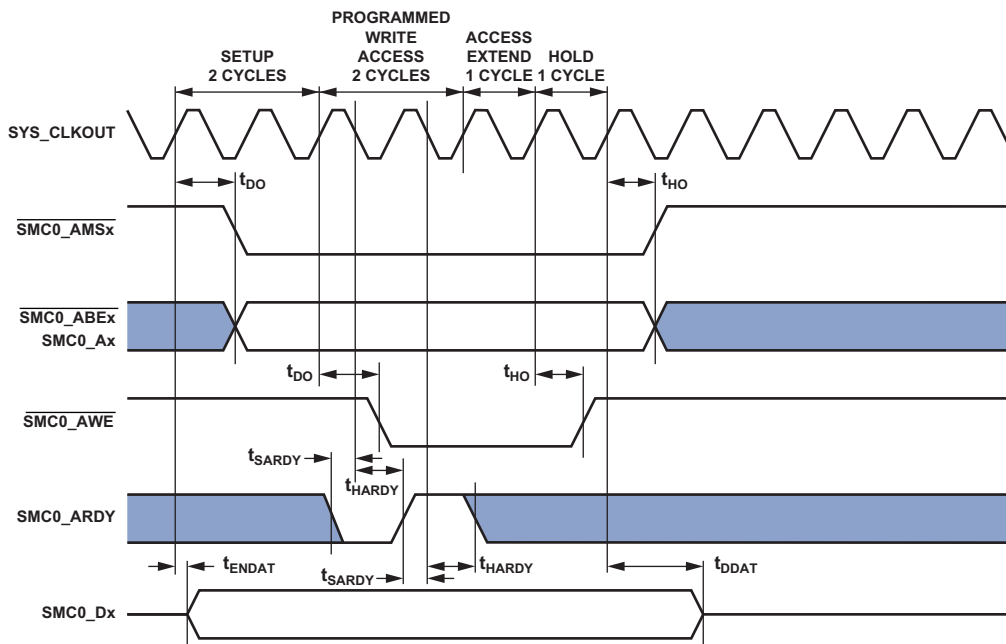 PROGRAMMED
WRITE
ACCESS
2 CYCLES
SETUP
2 CYCLES
ACCESS
EXTEND
1 CYCLE
HOLD
1 CYCLE
SYS_CLKOUT
tDO
tHO
SMC0_AMSx
SMC0_ABEx
SMC0_Ax
tDO
tHO
SMC0_AWE
tSARDY
tHARDY
SMC0_ARDY
tENDAT
tSARDY
tHARDY
tDDAT
SMC0_Dx